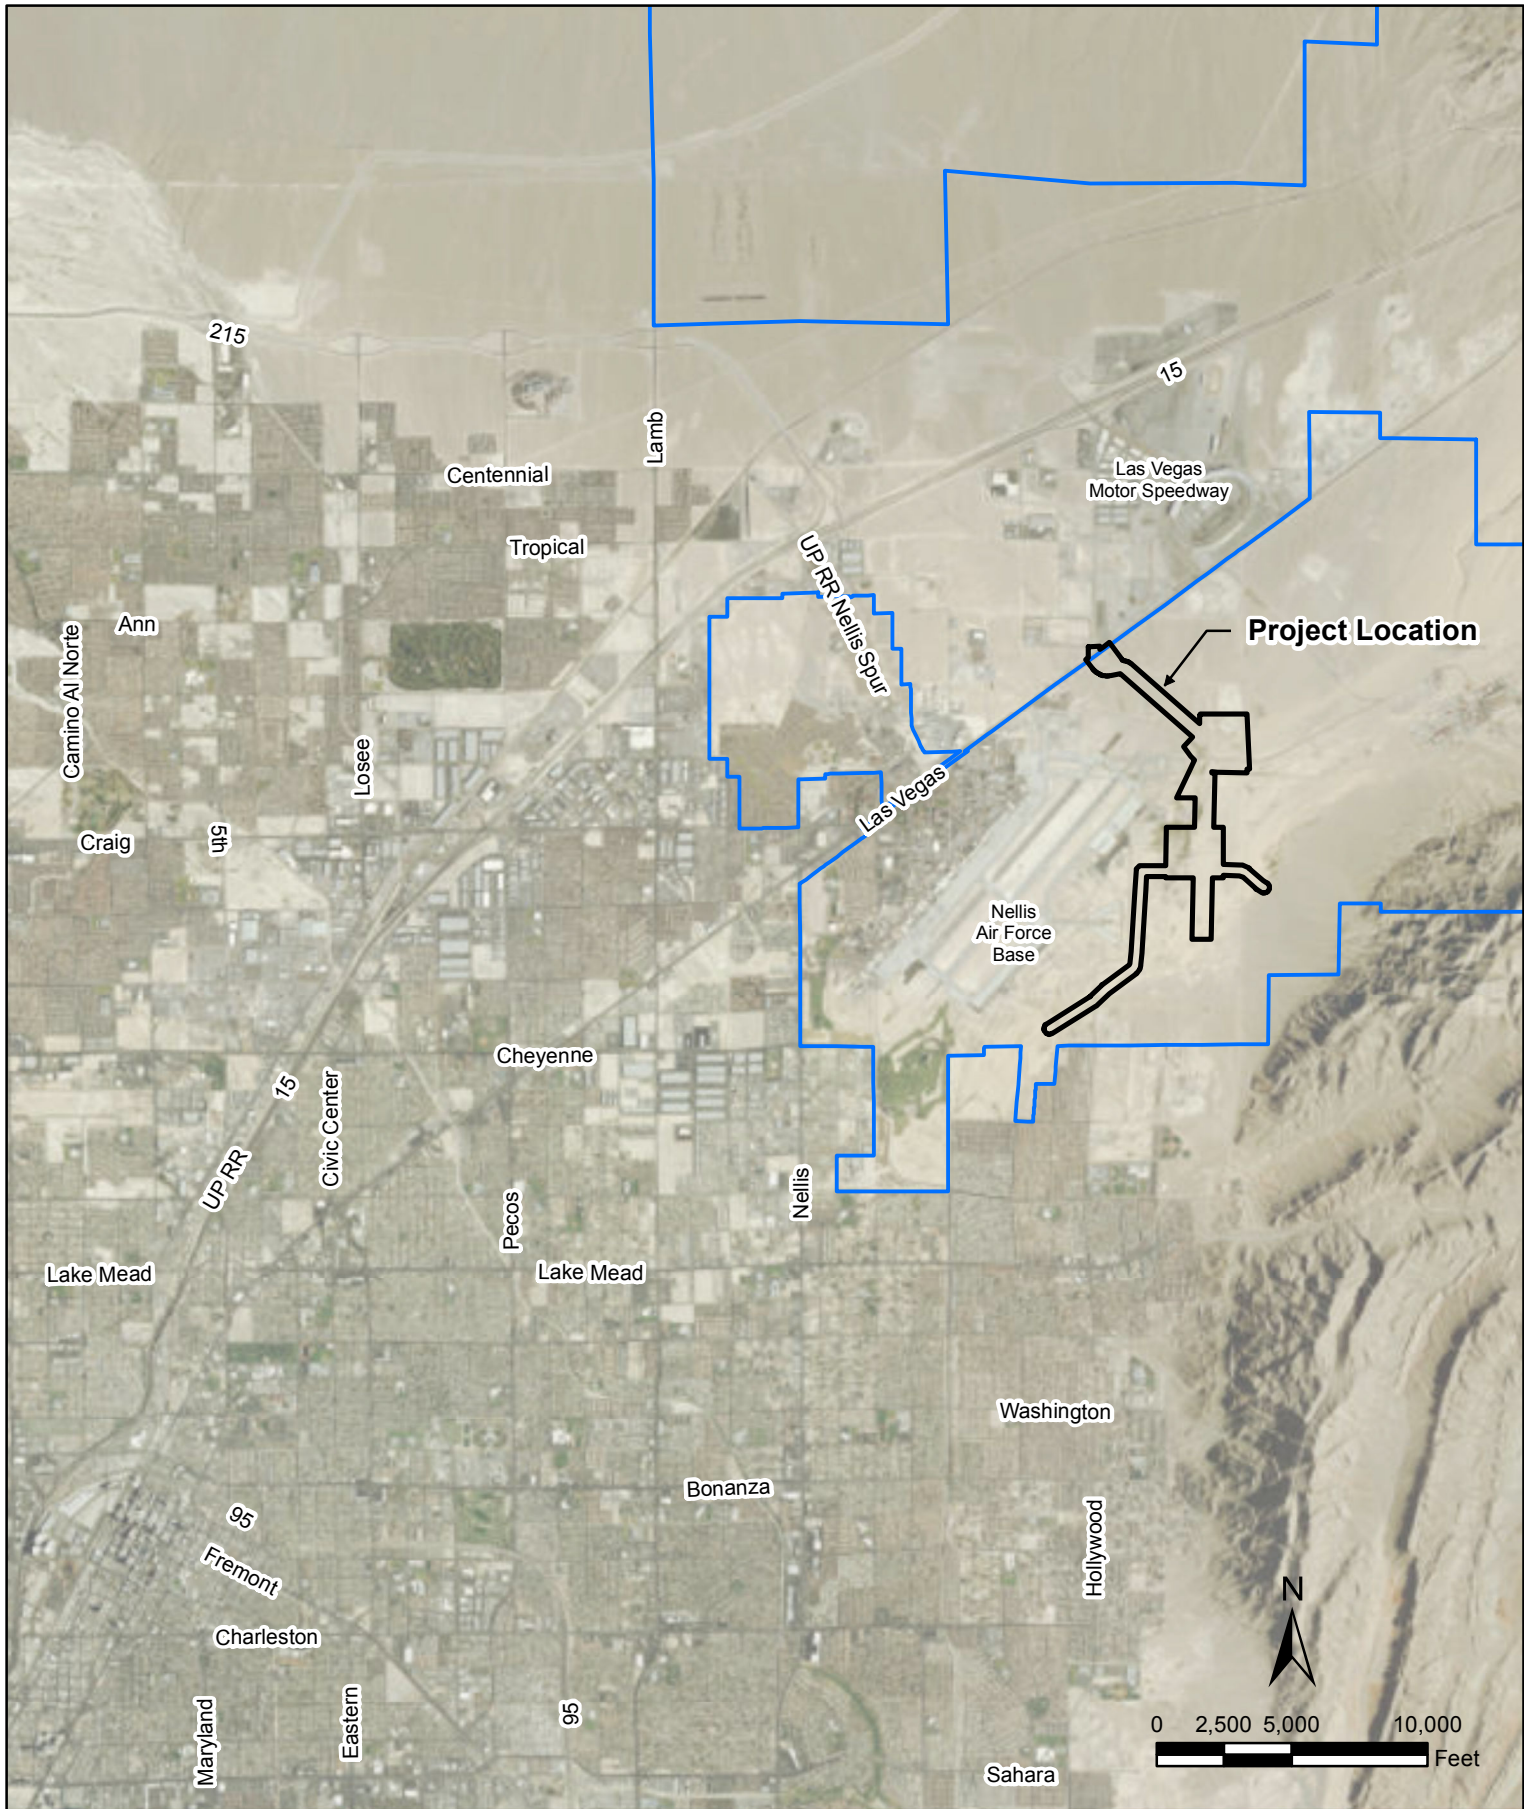 215
15
Lamb
Centennial
Las Vegas
Motor Speedway
Tropical
UP RR Nellis Spur
Ann
Project Location
Camino Al Norte
Losee
Las Vegas
Craig
5th
Nellis
Air Force
Base
Cheyenne
15
Civic Center
UP RR
Pecos
Nellis
Lake Mead
Lake Mead
Washington
Bonanza
95
Hollywood
Fremont
N
Charleston
Maryland
Eastern
95
0 2,500 5,000 10,000
Feet
Sahara